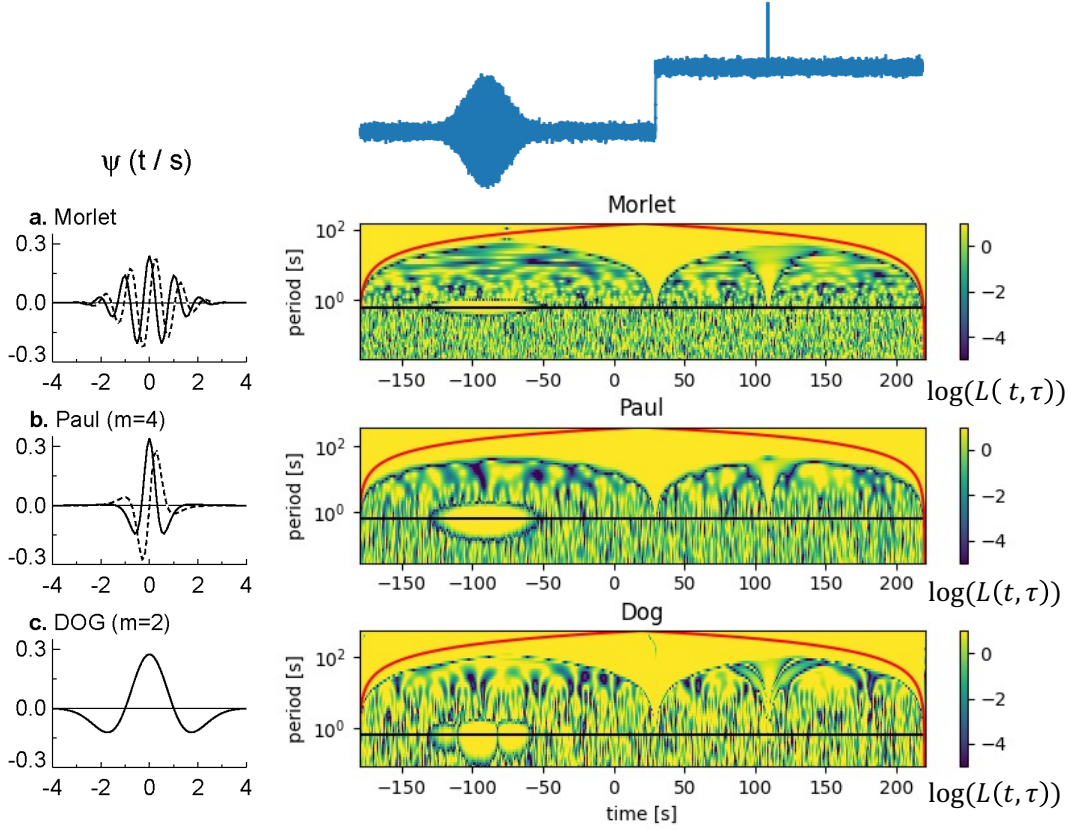 ψ (t / s)
a. Morlet
0.3
0.0
-0.3
-4 -2 0 2 4
Morlet
period [s]
10²
10⁰
−150 −100 −50 0 50 100 150 200
0
−2
−4
log(L( t, τ))
b. Paul (m=4)
0.3
0.0
-0.3
-4 -2 0 2 4
Paul
period [s]
10²
10⁰
−150 −100 −50 0 50 100 150 200
0
−2
−4
log(L(t, τ))
c. DOG (m=2)
0.3
0.0
-0.3
-4 -2 0 2 4
Dog
period [s]
10²
10⁰
−150 −100 −50 0 50 100 150 200
time [s]
0
−2
−4
log(L(t, τ))